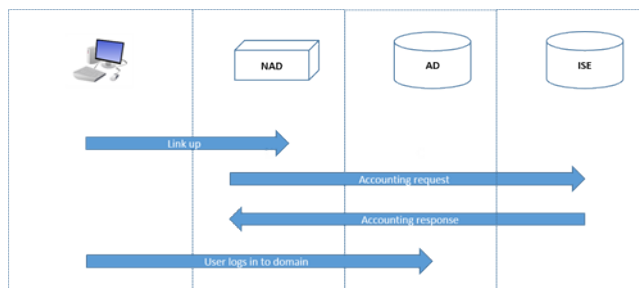 NAD
AD
ISE
Link up
Accounting request
Accounting response
User logs in to domain